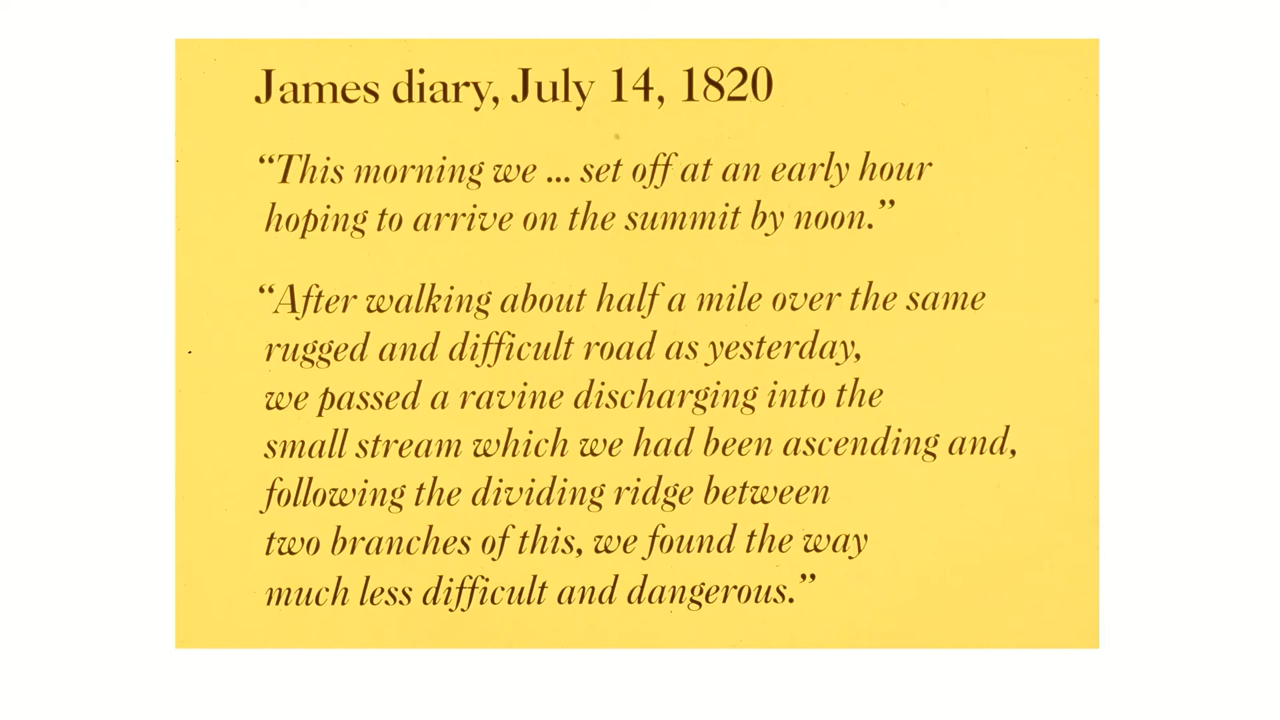 James diary, July 14, 1820
“This morning we ... set off at an early hour
hoping to arrive on the summit by noon.”
“After walking about half a mile over the same
rugged and difficult road as yesterday,
we passed a ravine discharging into the
small stream which we had been ascending and,
following the dividing ridge between
two branches of this, we found the way
much less difficult and dangerous.”